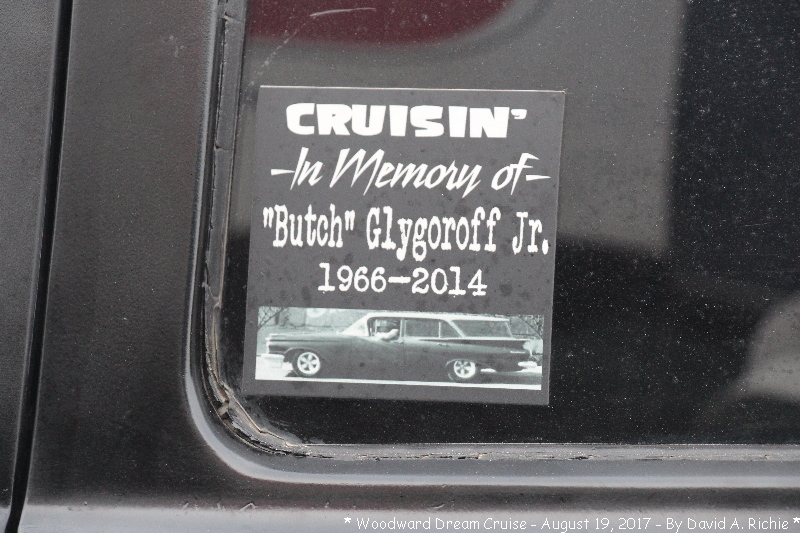 CRUISIN'
-In Memory of-
"Butch" Glygoroff Jr.
1966-2014
* Woodward Dream Cruise - August 19, 2017 - By David A. Richie *